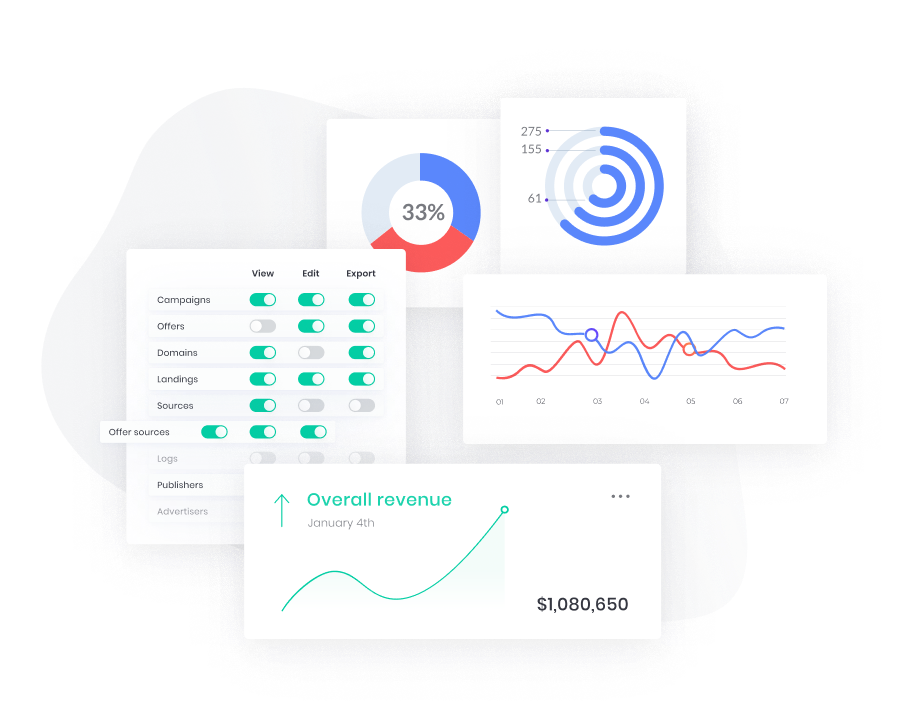 275
155
61
33%
View Edit Export
Campaigns
Offers
Domains
Landings
Sources
Offer sources
Logs
Publishers
Advertisers
01 02 03 04 05 06 07
Overall revenue
January 4th
$1,080,650